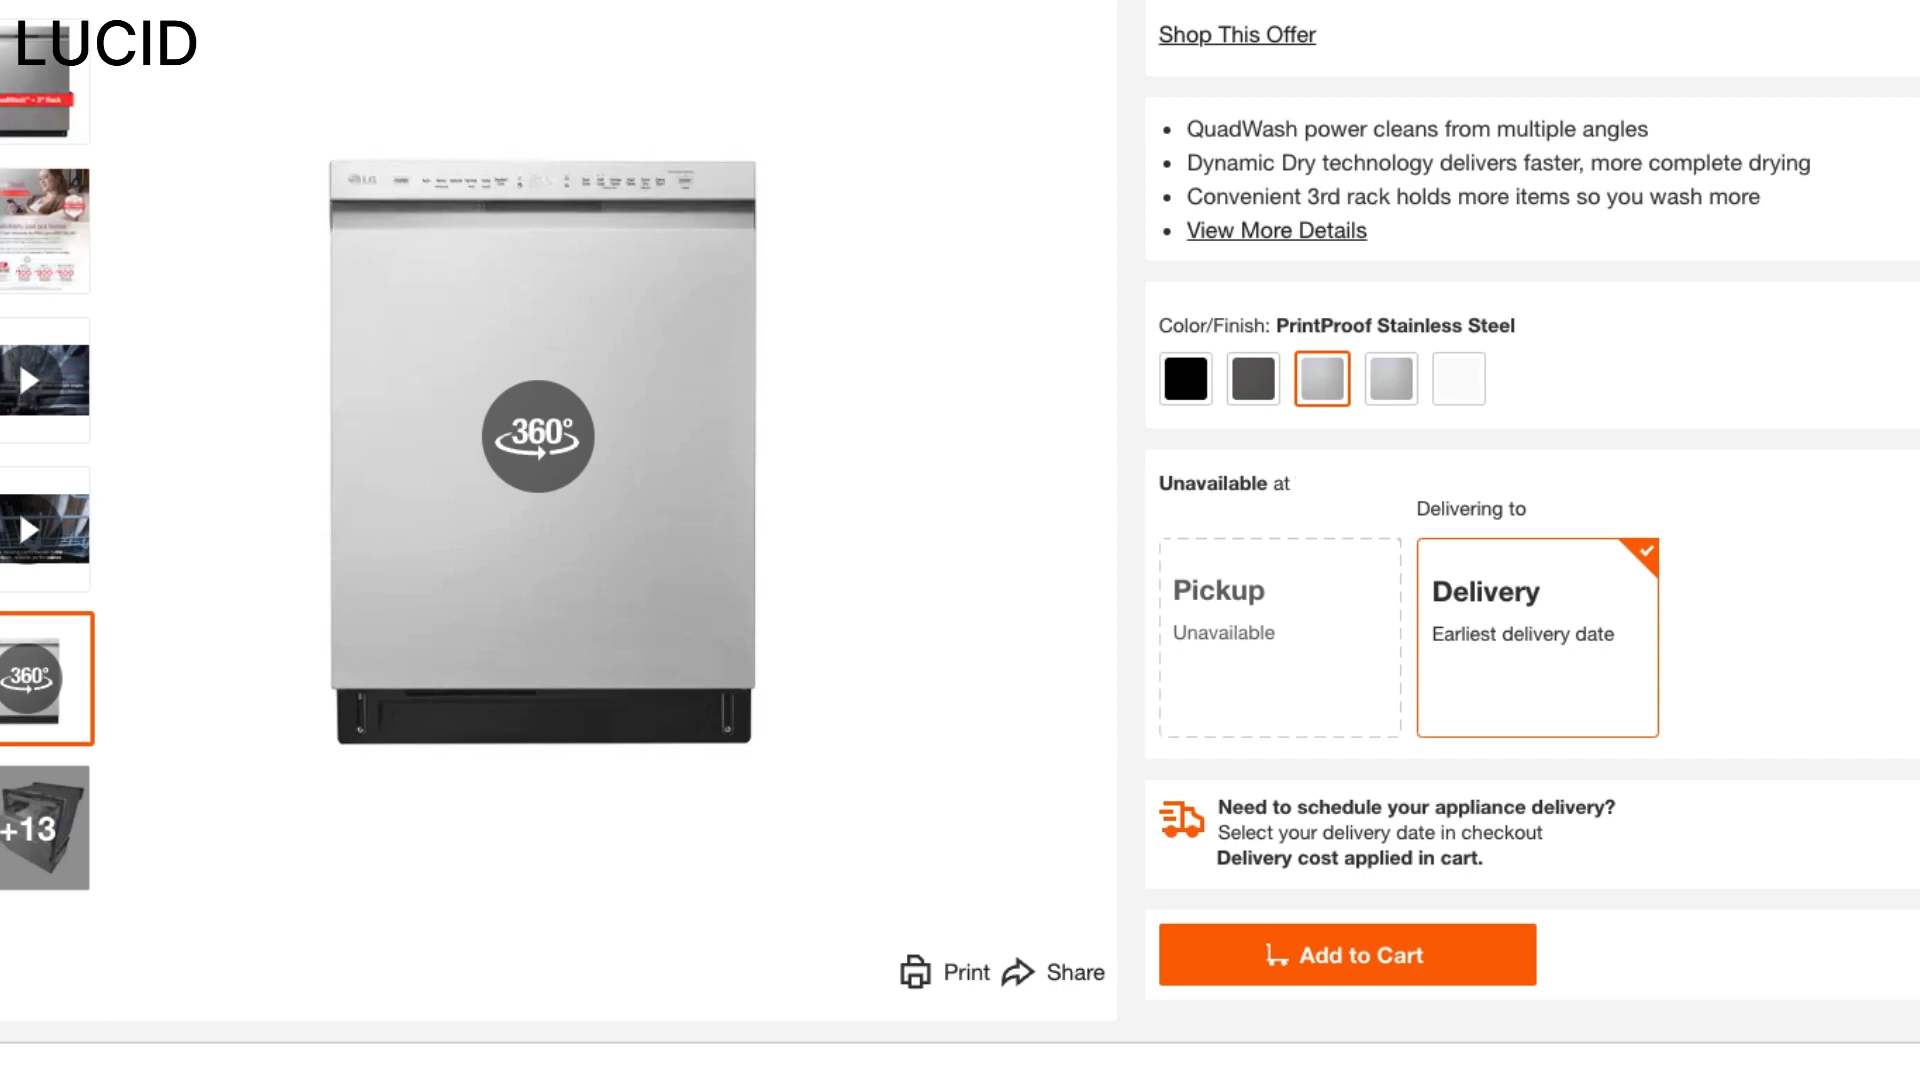 LUCID
Shop This Offer
QuadWash power cleans from multiple angles
Dynamic Dry technology delivers faster, more complete drying
Convenient 3rd rack holds more items so you wash more
View More Details
LG
360°
Color/Finish: PrintProof Stainless Steel
Unavailable at
Delivering to
Pickup
Unavailable
Delivery
Earliest delivery date
360°
+13
Need to schedule your appliance delivery?
Select your delivery date in checkout
Delivery cost applied in cart.
Print
Share
Add to Cart